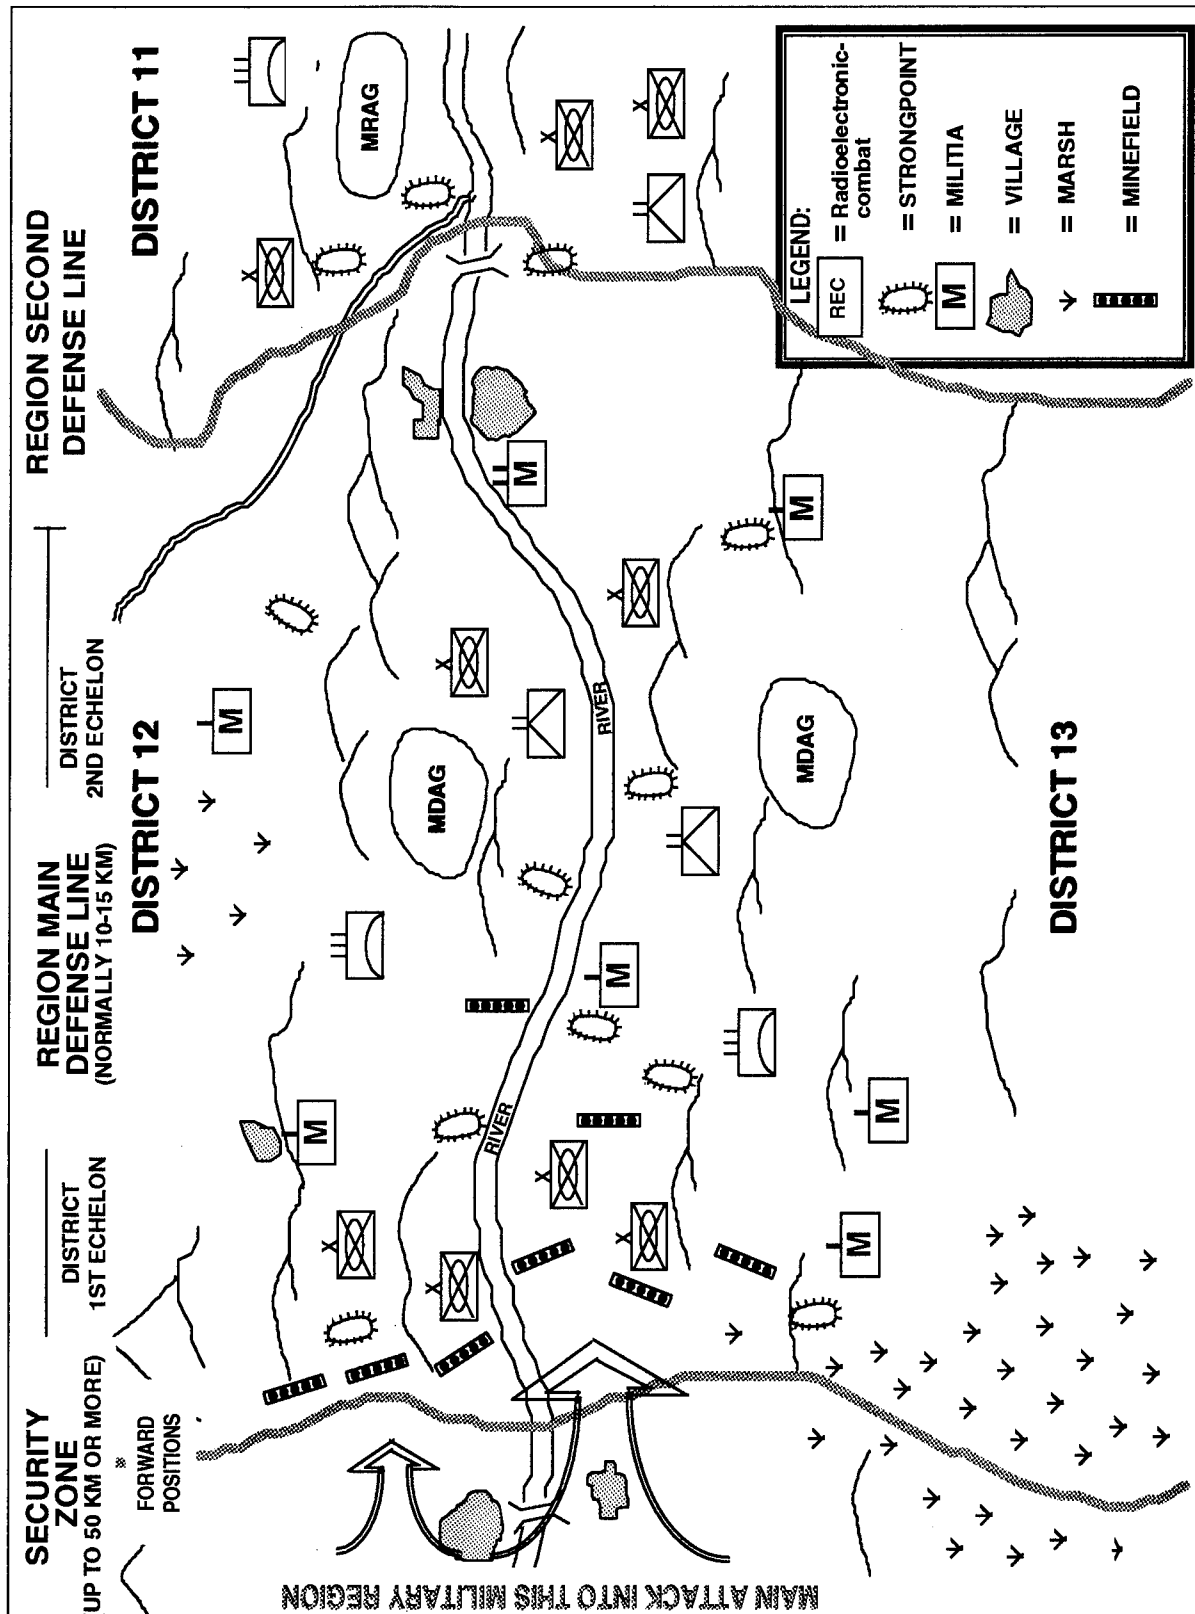 SECURITY
ZONE
UP TO 50 KM OR MORE)
FORWARD
POSITIONS
DISTRICT
1ST ECHELON
REGION MAIN
DEFENSE LINE
(NORMALLY 10-15 KM)
DISTRICT
2ND ECHELON
REGION SECOND
DEFENSE LINE
DISTRICT 12
DISTRICT 11
M
M
MDAG
MRAG
RIVER
RIVER
M
M
MAIN ATTACK INTO THIS MILITARY REGION
MDAG
M
M
M
DISTRICT 13
LEGEND:
REC = Radioelectronic-
combat
= STRONGPOINT
M = MILITIA
= VILLAGE
= MARSH
= MINEFIELD